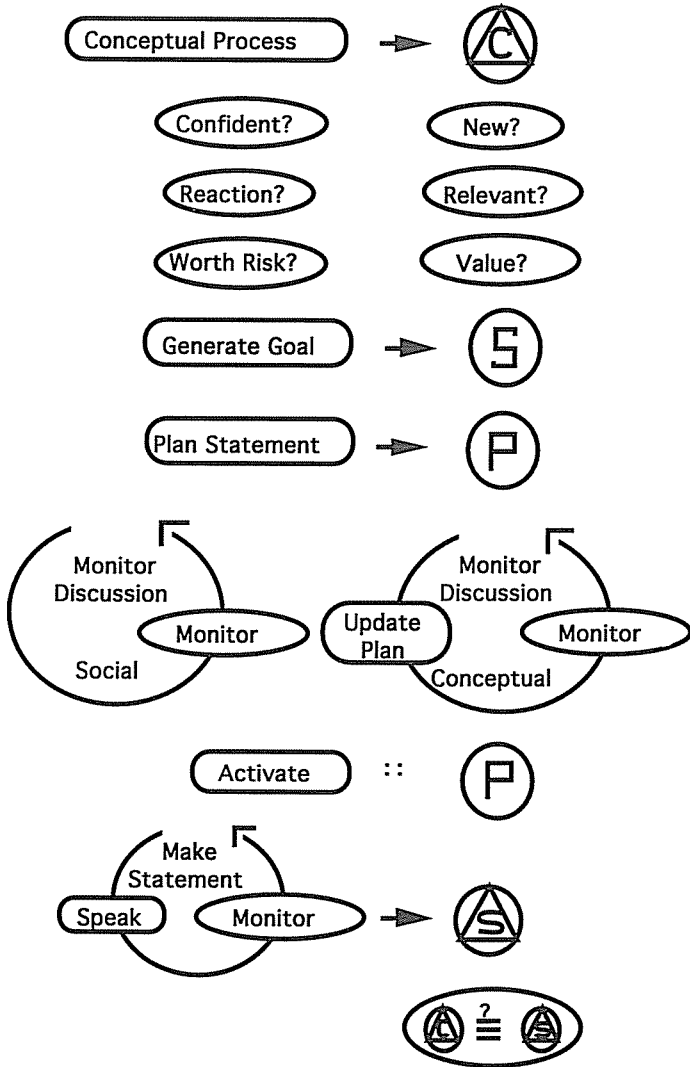 Conceptual Process C
Confident? New?
Reaction? Relevant?
Worth Risk? Value?
Generate Goal S
Plan Statement P
Monitor
Discussion
Monitor
Social
Monitor
Discussion
Update
Plan
Monitor
Conceptual
Activate :: P
Make
Statement
Speak Monitor S
C ≡ S
?